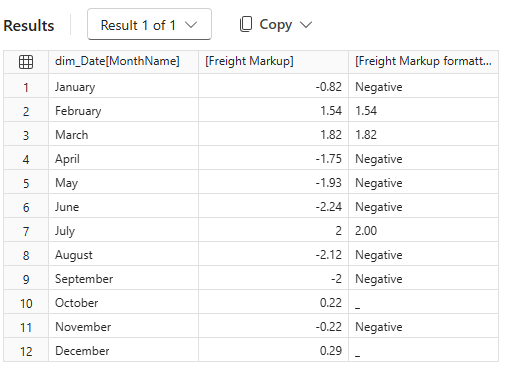 Results Result 1 of 1 Copy
dim_Date[MonthName] [Freight Markup] [Freight Markup formatt...
1 January -0.82 Negative
2 February 1.54 1.54
3 March 1.82 1.82
4 April -1.75 Negative
5 May -1.93 Negative
6 June -2.24 Negative
7 July 2 2.00
8 August -2.12 Negative
9 September -2 Negative
10 October 0.22 _
11 November -0.22 Negative
12 December 0.29 _